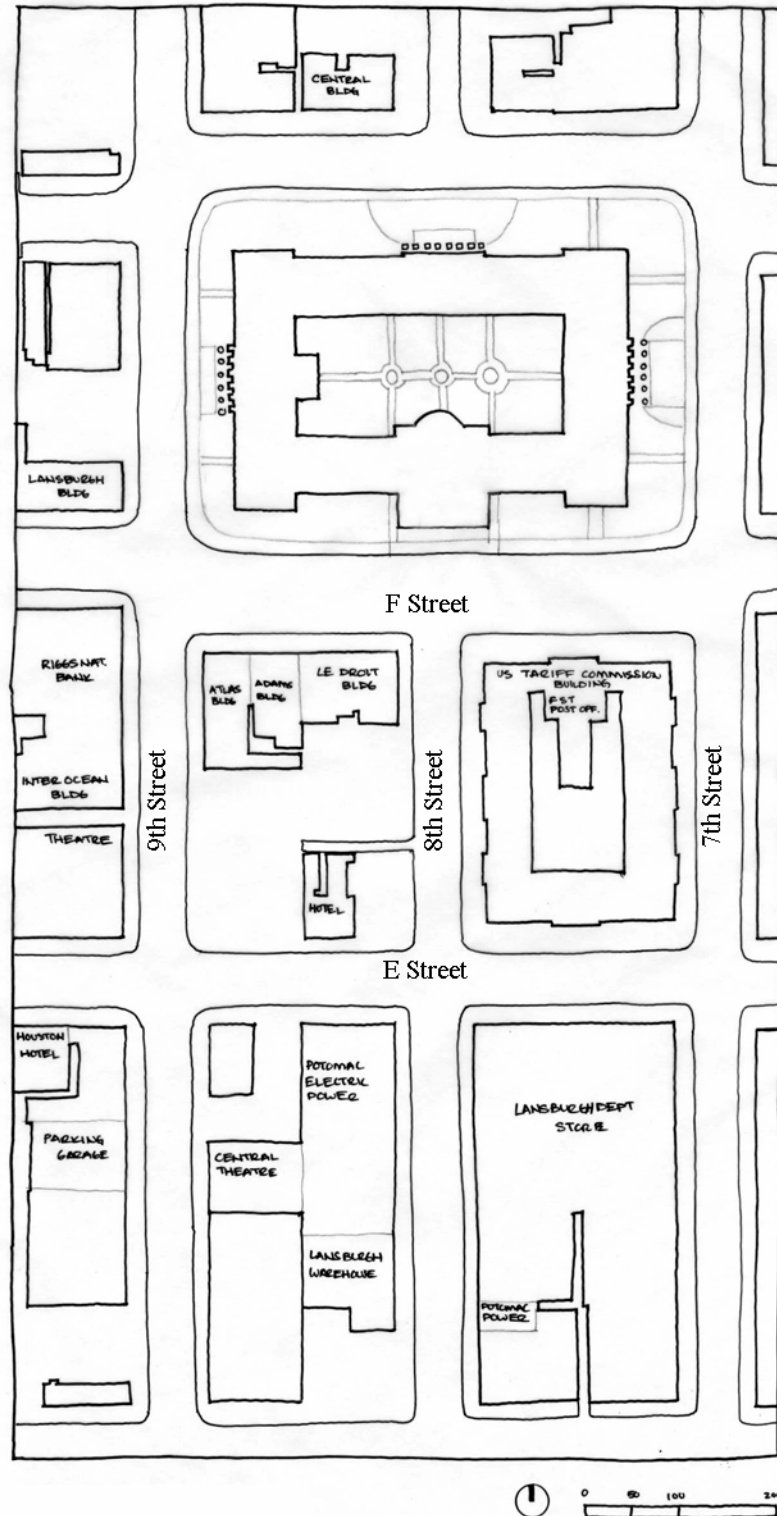 CENTRAL
BLDG
LANSBURGH
BLDG
F Street
RIGGS NAT.
BANK
ATLAS
BLDG
ADAMS
BLDG
LE DROIT
BLDG
US TARIFF COMMISSION
BUILDING
F ST
POST OFF.
INTER OCEAN
BLDG
THEATRE
9th Street
8th Street
7th Street
HOTEL
E Street
HOUSTON
HOTEL
POTOMAC
ELECTRIC
POWER
LANSBURGH DEPT
STORE
PARKING
GARAGE
CENTRAL
THEATRE
LANSBURGH
WAREHOUSE
POTOMAC
POWER
0 50 100